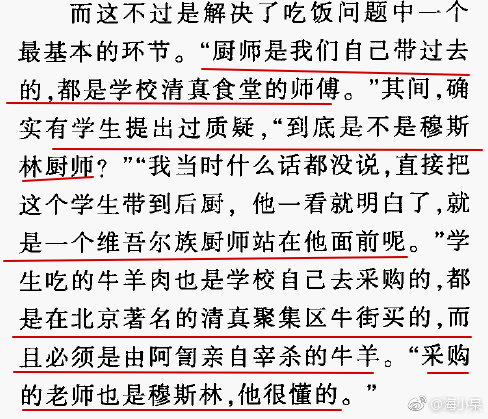 而这不过是解决了吃饭问题中一个
最基本的环节。“厨师是我们自己带过去
的，都是学校清真食堂的师傅。”其间，确
实有学生提出过质疑，“到底是不是穆斯
林厨师？”“我当时什么话都没说，直接把
这个学生带到后厨，他一看就明白了，就
是一个维吾尔族厨师站在他面前呢。”学
生吃的牛羊肉也是学校自己去采购的，都
是在北京著名的清真聚集区牛街买的，而
且必须是由阿訇亲自宰杀的牛羊。“采购
的老师也是穆斯林，他很懂的。”
@海小呆